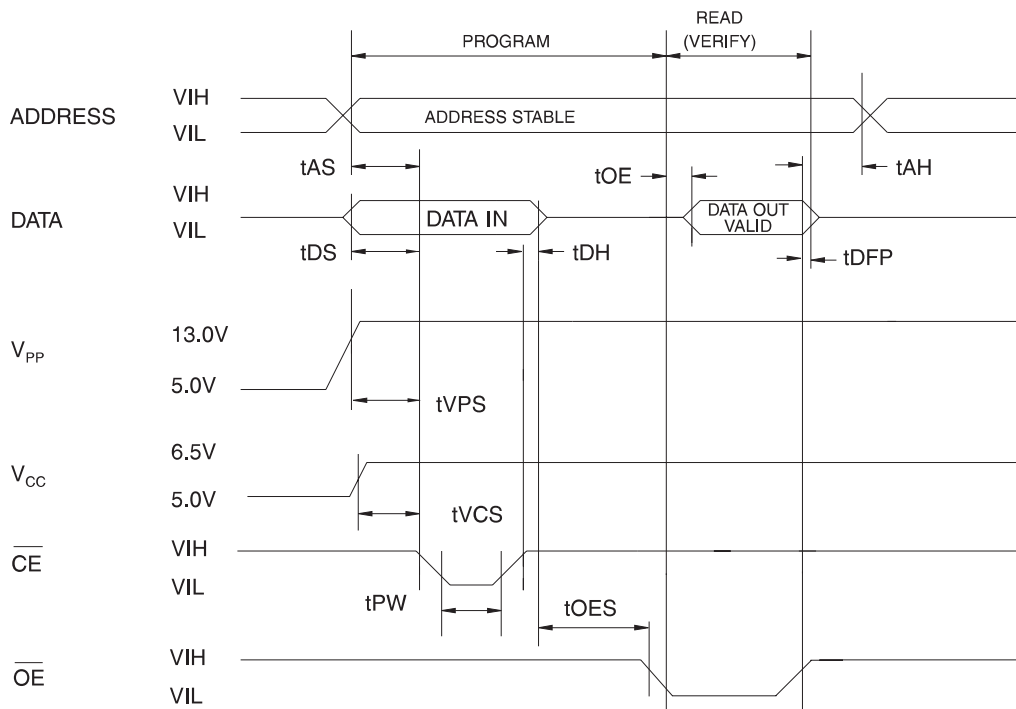 READ
PROGRAM
(VERIFY)
ADDRESS
VIH
VIL
ADDRESS STABLE
tAS
tOE
tAH
DATA
VIH
VIL
DATA IN
DATA OUT
VALID
tDS
tDH
tDFP
VPP
13.0V
5.0V
tVPS
VCC
6.5V
5.0V
tVCS
CE
VIH
VIL
tPW
tOES
OE
VIH
VIL